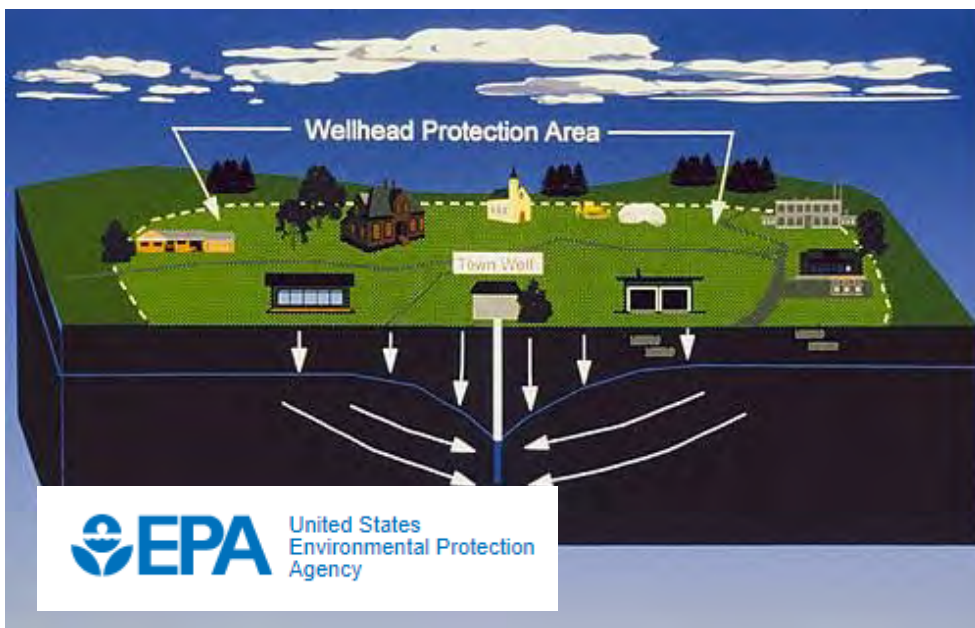 Wellhead Protection Area
Town Well
EPA
United States
Environmental Protection
Agency